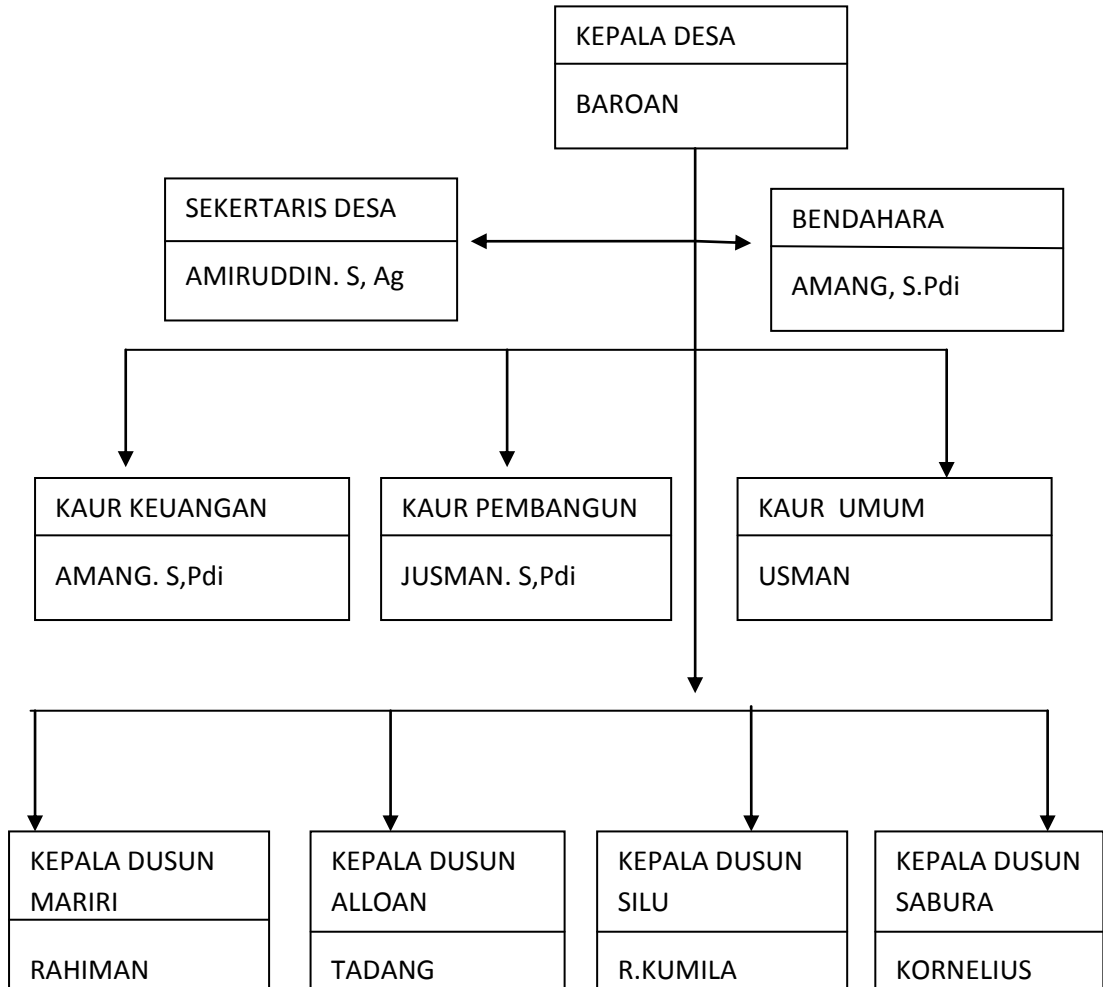 KEPALA DESA
BAROAN
SEKERTARIS DESA
AMIRUDDIN. S, Ag
BENDAHARA
AMANG, S.Pdi
KAUR KEUANGAN
AMANG. S,Pdi
KAUR PEMBANGUN
JUSMAN. S,Pdi
KAUR UMUM
USMAN
KEPALA DUSUN
MARIRI
RAHIMAN
KEPALA DUSUN
ALLOAN
TADANG
KEPALA DUSUN
SILU
R.KUMILA
KEPALA DUSUN
SABURA
KORNELIUS